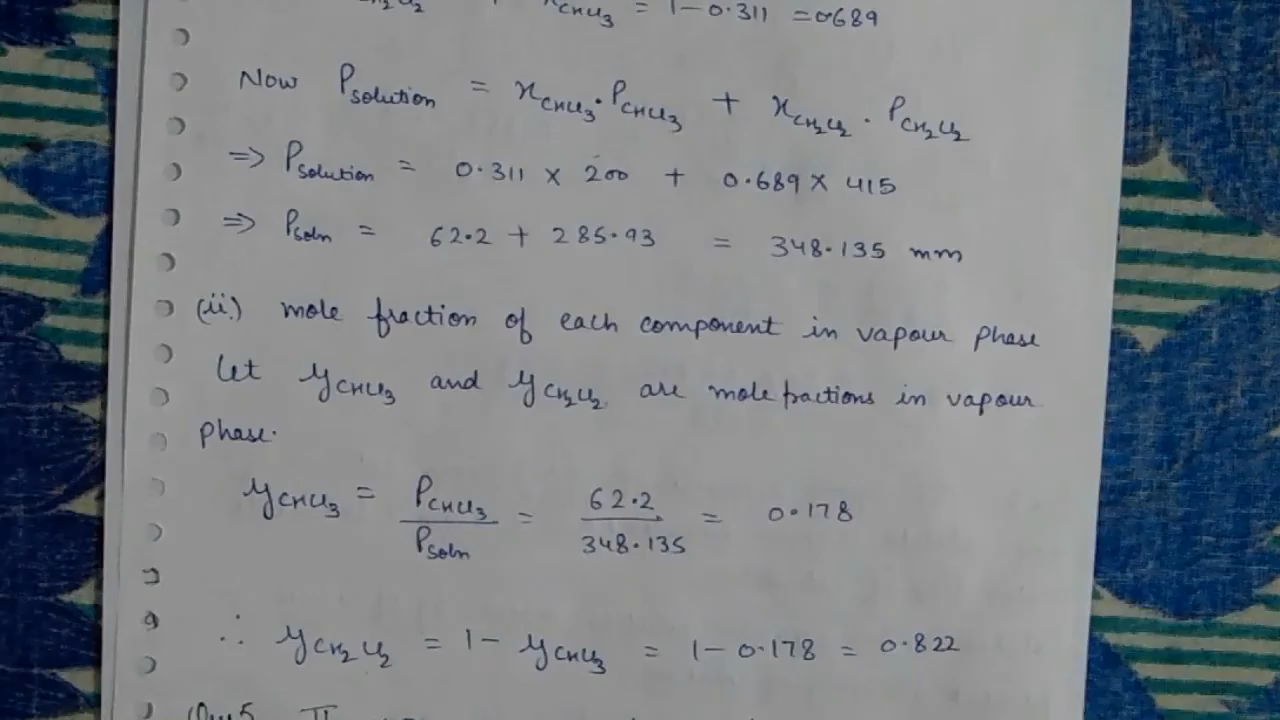 x_CHCl3 = 1 - 0.311 = 0.689
Now P_solution = x_CHCl3 . P_CHCl3 + x_CH2Cl2 . P_CH2Cl2
⇒ P_solution = 0.311 × 200 + 0.689 × 415
⇒ P_soln = 62.2 + 285.93 = 348.135 mm
(ii) mole fraction of each component in vapour phase
Let y_CHCl3 and y_CH2Cl2 are mole fractions in vapour
phase.
y_CHCl3 = P_CHCl3 / P_soln = 62.2 / 348.135 = 0.178
∴ y_CH2Cl2 = 1 - y_CHCl3 = 1 - 0.178 = 0.822